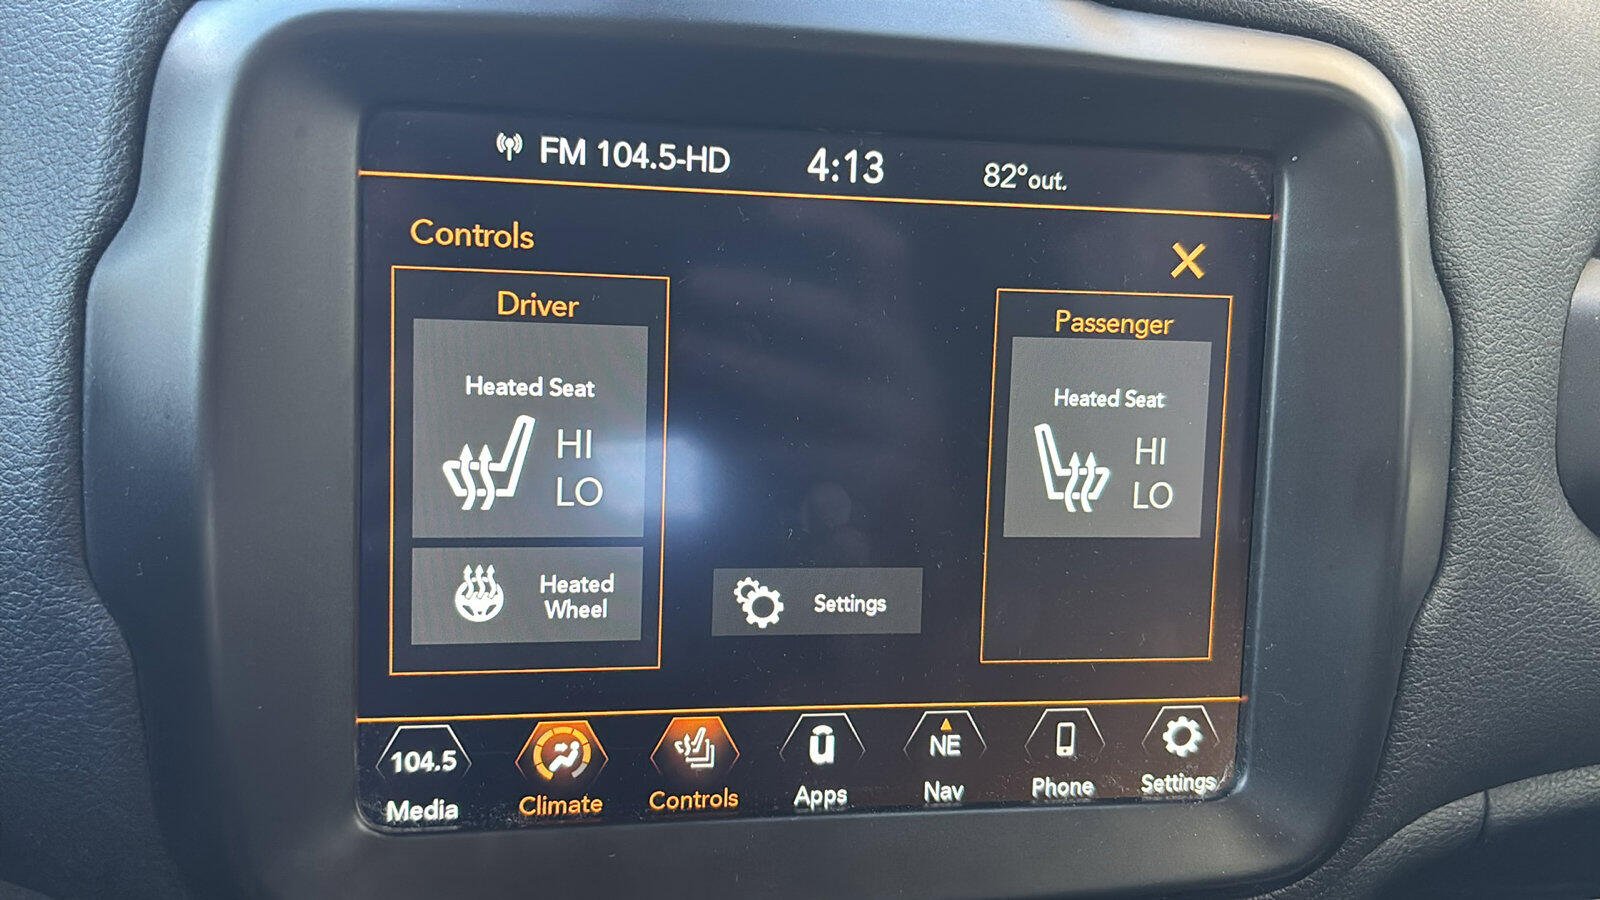 FM 104.5-HD 4:13 82°out.
Controls
Driver
Heated Seat
HI
LO
Heated
Wheel
Settings
Passenger
Heated Seat
HI
LO
104.5 NE
Media Climate Controls Apps Nav Phone Settings